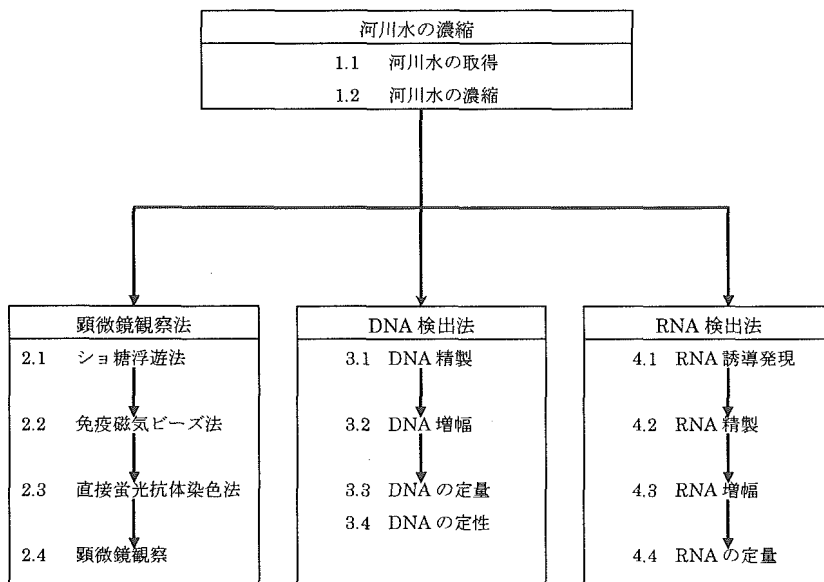 河川水の濃縮
1.1 河川水の取得
1.2 河川水の濃縮
顕微鏡観察法
2.1 ショ糖浮遊法
2.2 免疫磁気ビーズ法
2.3 直接蛍光抗体染色法
2.4 顕微鏡観察
DNA 検出法
3.1 DNA 精製
3.2 DNA 増幅
3.3 DNA の定量
3.4 DNA の定性
RNA 検出法
4.1 RNA 誘導発現
4.2 RNA 精製
4.3 RNA 増幅
4.4 RNA の定量